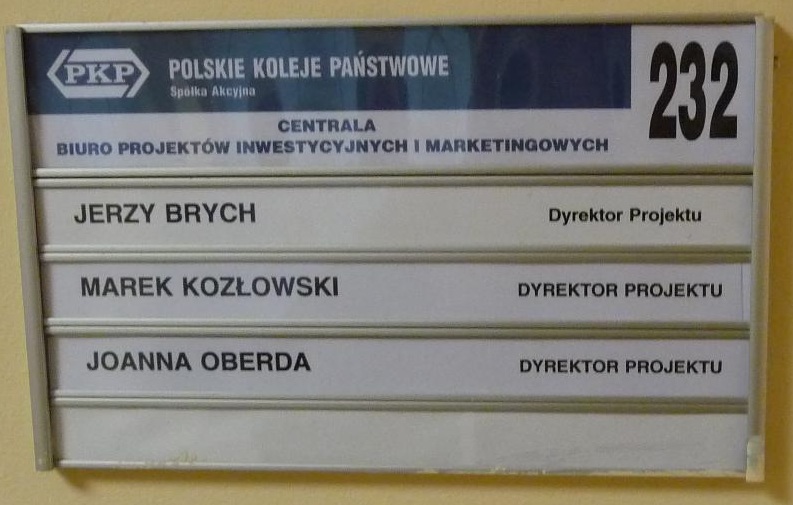 PKP
POLSKIE KOLEJE PAŃSTWOWE
Spółka Akcyjna
232
CENTRALA
BIURO PROJEKTÓW INWESTYCYJNYCH I MARKETINGOWYCH
JERZY BRYCH Dyrektor Projektu
MAREK KOZŁOWSKI DYREKTOR PROJEKTU
JOANNA OBERDA DYREKTOR PROJEKTU